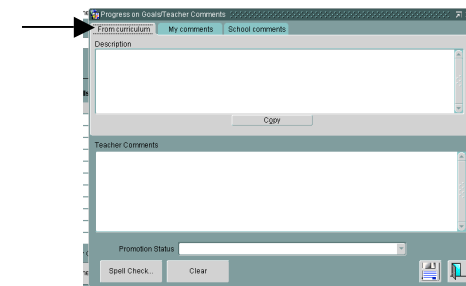 Progress on Goals/Teacher Comments
From curriculum My comments School comments
Description
Copy
Teacher Comments
Promotion Status
Spell Check... Clear